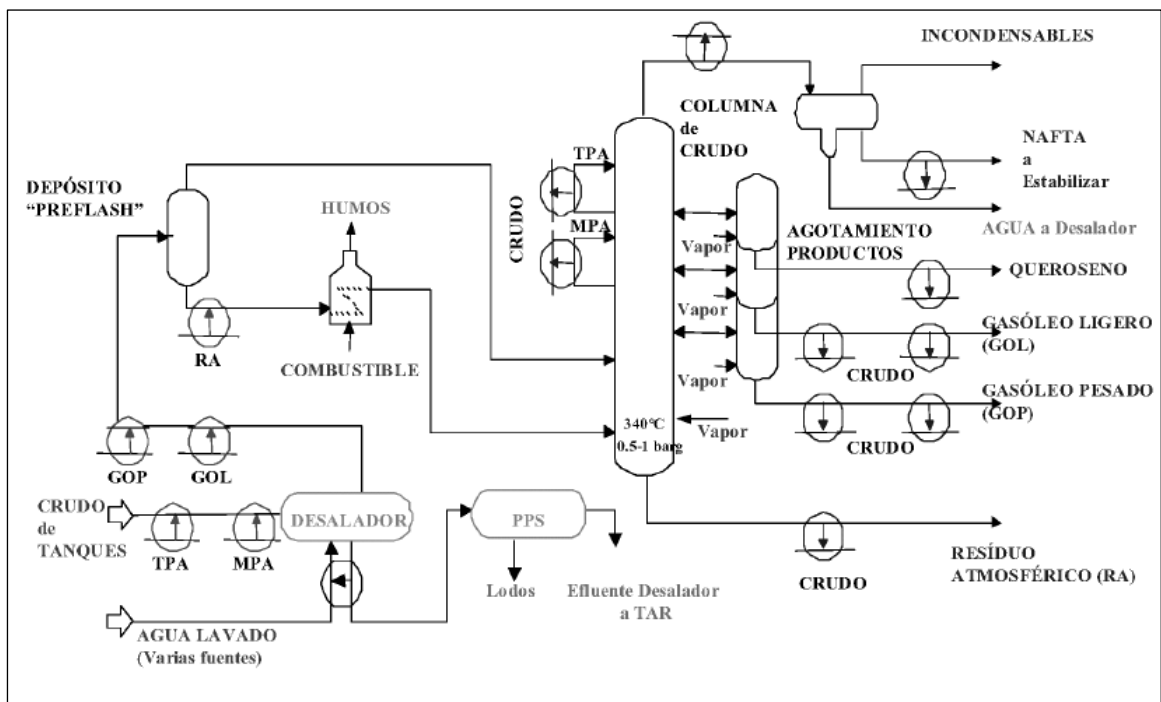 INCONDENSABLES
COLUMNA
de
CRUDO
NAFTA
a
Estabilizar
TPA
DEPÓSITO
“PREFLASH”
HUMOS
CRUDO
MPA
Vapor
AGOTAMIENTO
PRODUCTOS
AGUA a Desalador
QUEROSENO
Vapor
GASÓLEO LIGERO
(GOL)
RA
COMBUSTIBLE
Vapor
CRUDO
GASÓLEO PESADO
(GOP)
340ºC
0.5-1 barg
Vapor
CRUDO
GOP
GOL
CRUDO
de
TANQUES
DESALADOR
PPS
TPA
MPA
CRUDO
RESÍDUO
ATMOSFÉRICO (RA)
Lodos
Efluente Desalador
a TAR
AGUA LAVADO
(Varias fuentes)